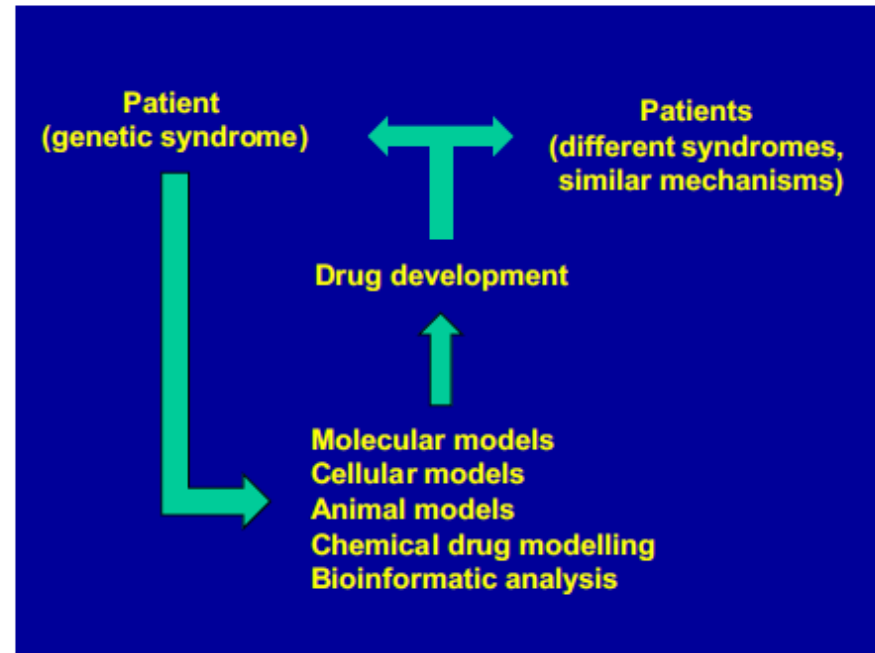 Patient
(genetic syndrome)
Patients
(different syndromes,
similar mechanisms)
Drug development
Molecular models
Cellular models
Animal models
Chemical drug modelling
Bioinformatic analysis